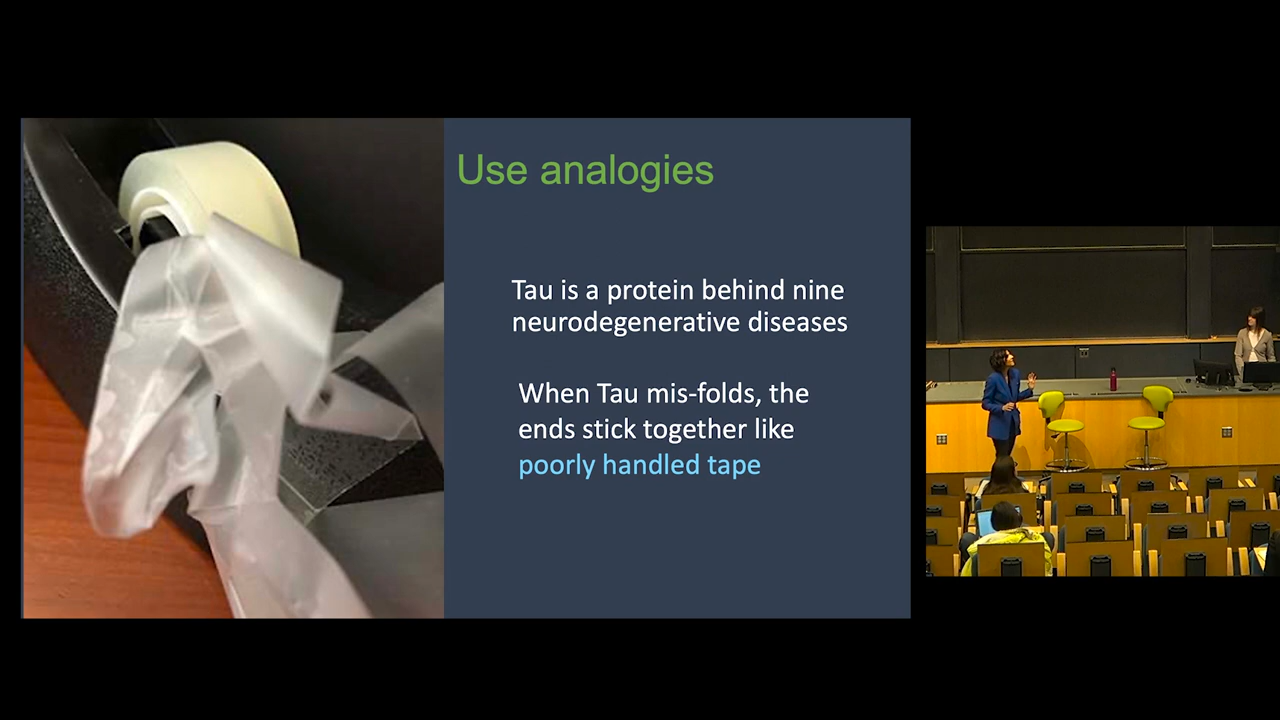 Use analogies
Tau is a protein behind nine
neurodegenerative diseases
When Tau mis-folds, the
ends stick together like
poorly handled tape